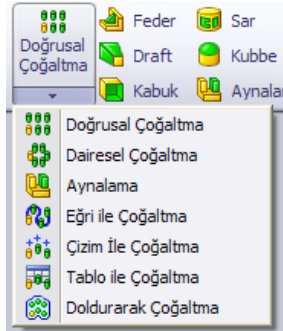 Doğrusal
Çoğaltma
Feder
Sar
Draft
Kubbe
Kabuk
Doğrusal Çoğaltma
Dairesel Çoğaltma
Aynalama
Eğri ile Çoğaltma
Çizim İle Çoğaltma
Tablo ile Çoğaltma
Doldurarak Çoğaltma